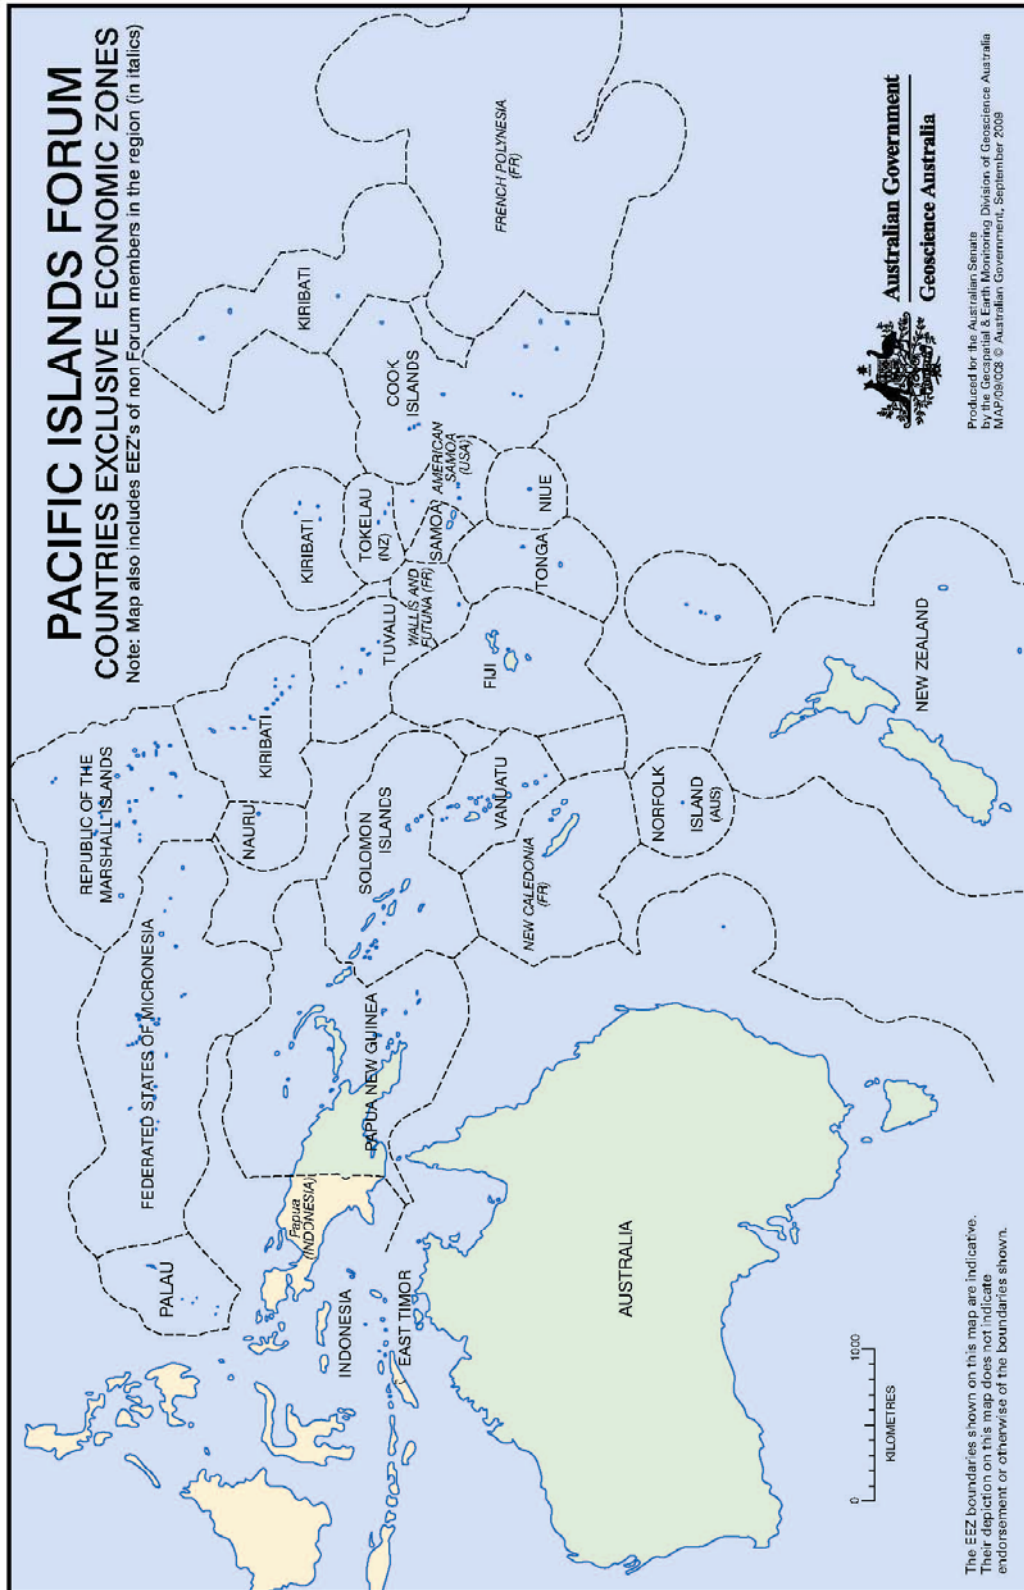 PACIFIC ISLANDS FORUM
COUNTRIES EXCLUSIVE ECONOMIC ZONES
Note: Map also includes EEZ's of non Forum members in the region (in italics)
PALAU
FEDERATED STATES OF MICRONESIA
REPUBLIC OF THE
MARSHALL ISLANDS
NAURU
KIRIBATI
KIRIBATI
KIRIBATI
TOKELAU
(NZ)
TUVALU
WALLIS AND
FUTUNA (FR)
SAMOA
AMERICAN
SAMOA
(USA)
COOK
ISLANDS
FRENCH POLYNESIA
(FR)
NIUE
TONGA
FIJI
SOLOMON
ISLANDS
VANUATU
NEW CALEDONIA
(FR)
NORFOLK
ISLAND
(AUS)
NEW ZEALAND
PAPUA NEW GUINEA
Papua
(INDONESIA)
INDONESIA
EAST TIMOR
AUSTRALIA
0
1000
KILOMETRES
The EEZ boundaries shown on this map are indicative.
Their depiction on this map does not indicate
endorsement or otherwise of the boundaries shown.
Australian Government
Geoscience Australia
Produced for the Australian Senate
by the Geospatial & Earth Monitoring Division of Geoscience Australia
MAP/09/008 © Australian Government, September 2009